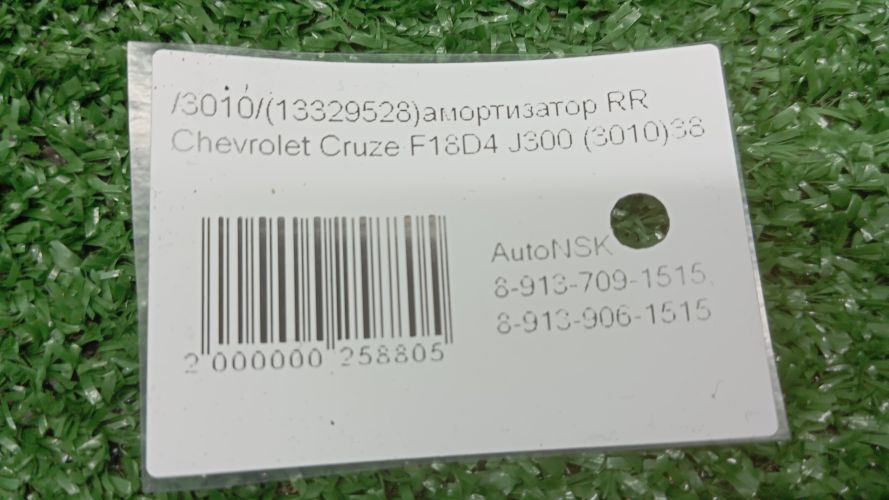 /3010/(13329528)амортизатор RR
Chevrolet Cruze F18D4 J300 (3010)38
AutoNSK
8-913-709-1515,
8-913-906-1515
2 000000 258805